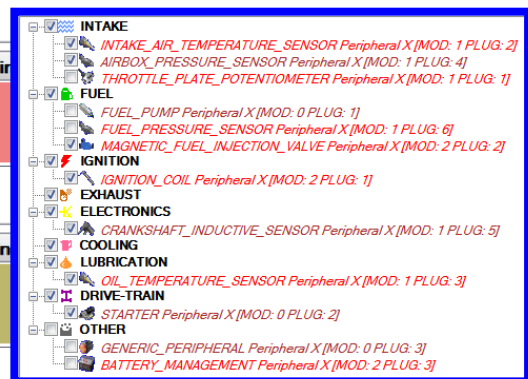 INTAKE
INTAKE_AIR_TEMPERATURE_SENSOR Peripheral X [MOD: 1 PLUG: 2]
AIRBOX_PRESSURE_SENSOR Peripheral X [MOD: 1 PLUG: 4]
THROTTLE_PLATE_POTENTIOMETER Peripheral X [MOD: 1 PLUG: 1]
FUEL
FUEL_PUMP Peripheral X [MOD: 0 PLUG: 1]
FUEL_PRESSURE_SENSOR Peripheral X [MOD: 1 PLUG: 6]
MAGNETIC_FUEL_INJECTION_VALVE Peripheral X [MOD: 2 PLUG: 2]
IGNITION
IGNITION_COIL Peripheral X [MOD: 2 PLUG: 1]
EXHAUST
ELECTRONICS
CRANKSHAFT_INDUCTIVE_SENSOR Peripheral X [MOD: 1 PLUG: 5]
COOLING
LUBRICATION
OIL_TEMPERATURE_SENSOR Peripheral X [MOD: 1 PLUG: 3]
DRIVE-TRAIN
STARTER Peripheral X [MOD: 0 PLUG: 2]
OTHER
GENERIC_PERIPHERAL Peripheral X [MOD: 0 PLUG: 3]
BATTERY_MANAGEMENT Peripheral X [MOD: 2 PLUG: 3]